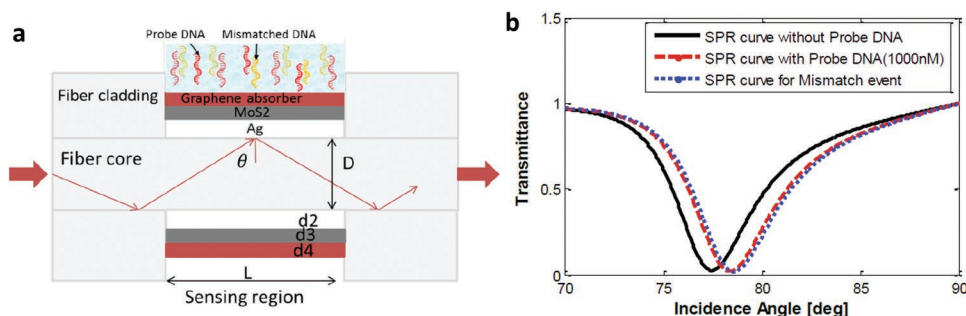 a
Probe DNA
Mismatched DNA
Fiber cladding
Graphene absorber
MoS2
Ag
Fiber core
θ
D
d2
d3
d4
L
Sensing region
b
1.5
1
0.5
0
Transmittance
SPR curve without Probe DNA
SPR curve with Probe DNA(1000nM)
SPR curve for Mismatch event
70
75
80
85
90
Incidence Angle [deg]